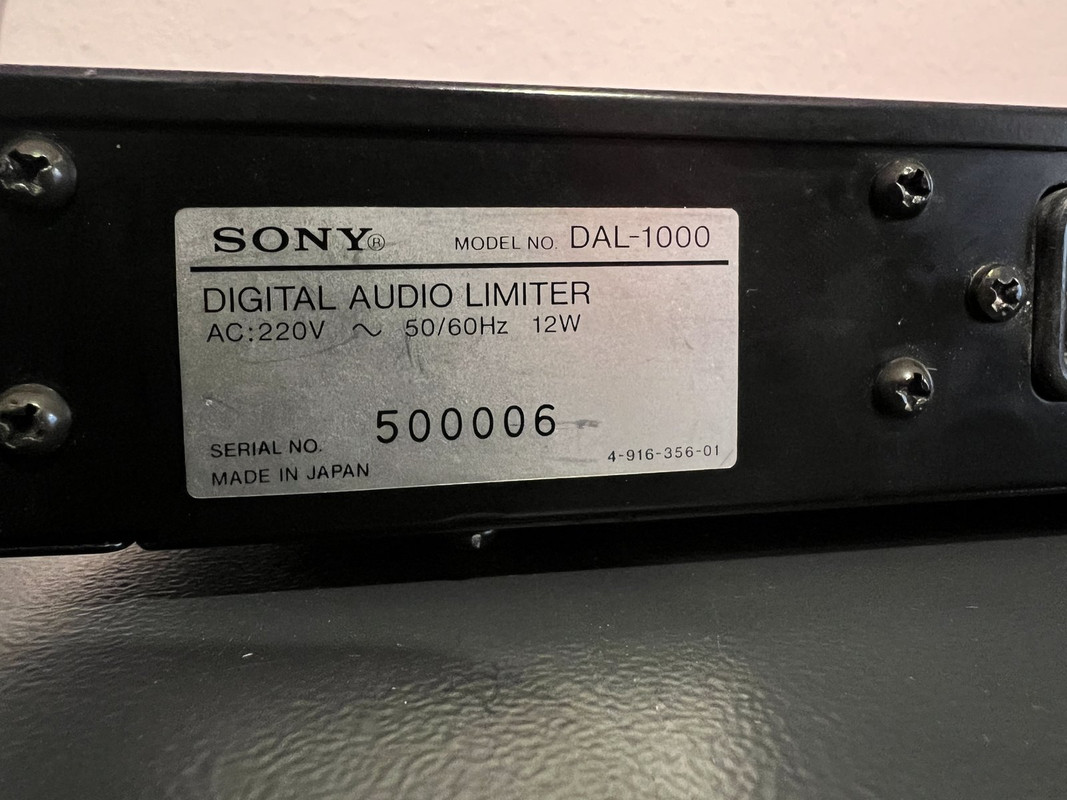 SONY® MODEL NO. DAL-1000
DIGITAL AUDIO LIMITER
AC:220V ~ 50/60Hz 12W
SERIAL NO. 500006
MADE IN JAPAN 4-916-356-01